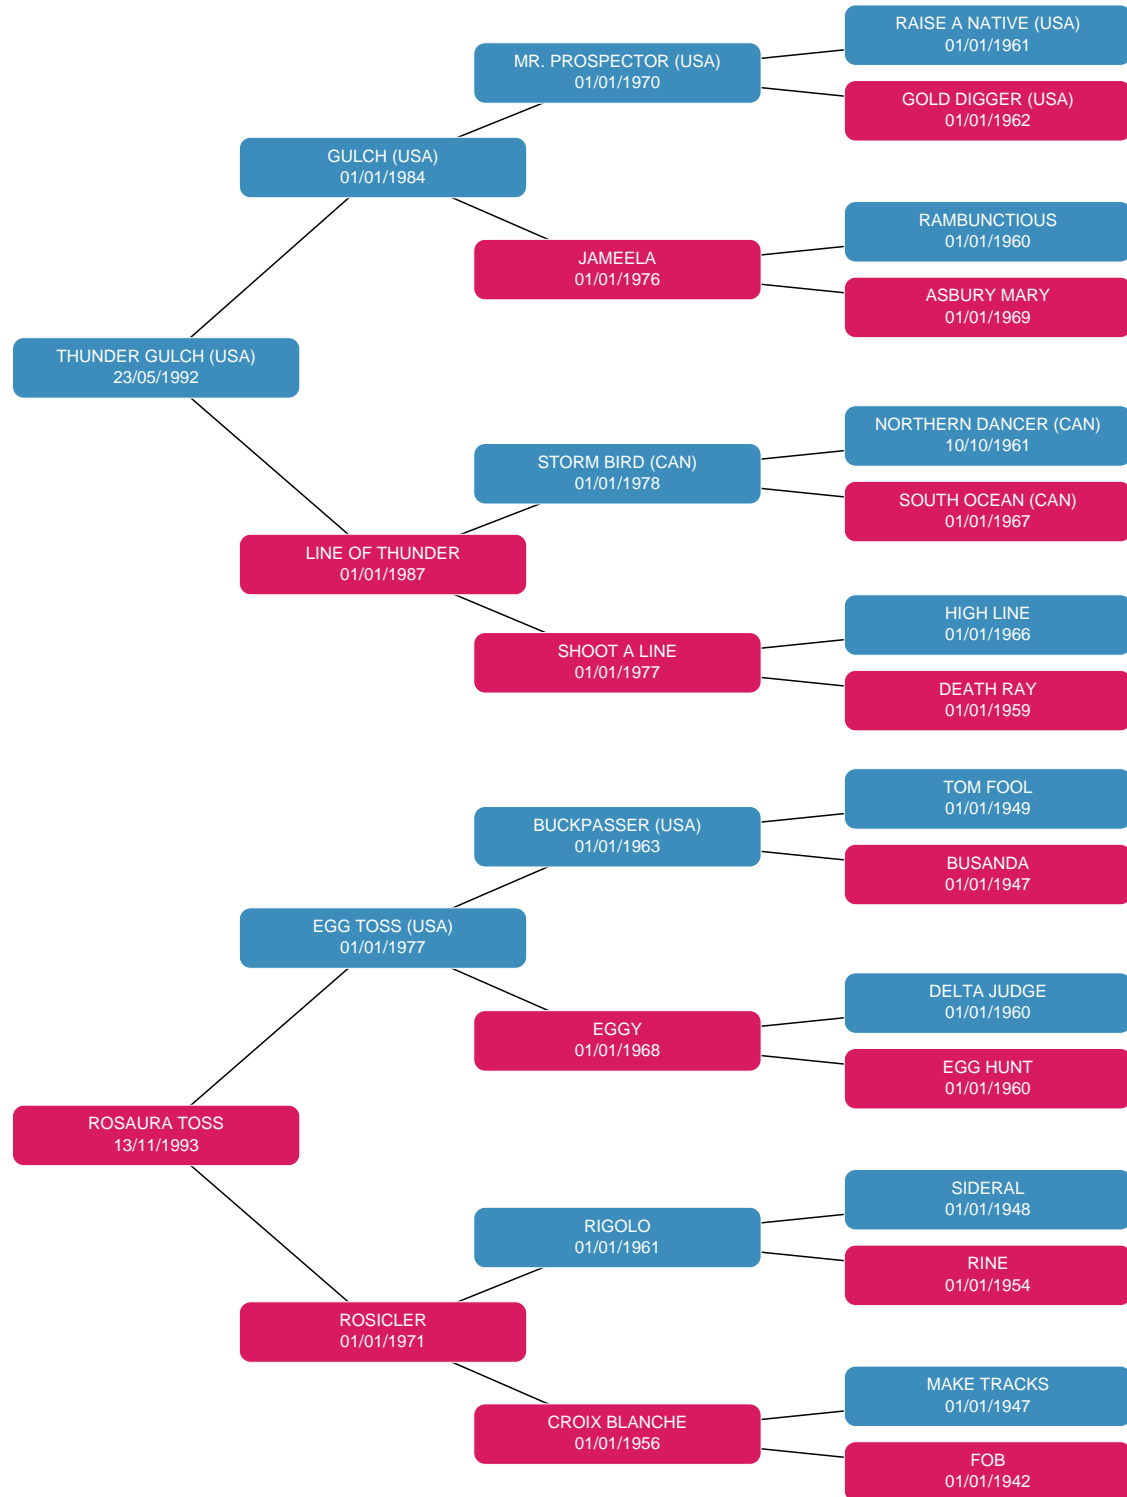 RAISE A NATIVE (USA)
01/01/1961
MR. PROSPECTOR (USA)
01/01/1970
GOLD DIGGER (USA)
01/01/1962
GULCH (USA)
01/01/1984
RAMBUNCTIOUS
01/01/1960
JAMEELA
01/01/1976
ASBURY MARY
01/01/1969
THUNDER GULCH (USA)
23/05/1992
NORTHERN DANCER (CAN)
10/10/1961
STORM BIRD (CAN)
01/01/1978
SOUTH OCEAN (CAN)
01/01/1967
LINE OF THUNDER
01/01/1987
HIGH LINE
01/01/1966
SHOOT A LINE
01/01/1977
DEATH RAY
01/01/1959
TOM FOOL
01/01/1949
BUCKPASSER (USA)
01/01/1963
BUSANDA
01/01/1947
EGG TOSS (USA)
01/01/1977
DELTA JUDGE
01/01/1960
EGGY
01/01/1968
EGG HUNT
01/01/1960
ROSAURA TOSS
13/11/1993
SIDERAL
01/01/1948
RIGOLO
01/01/1961
RINE
01/01/1954
ROSICLER
01/01/1971
MAKE TRACKS
01/01/1947
CROIX BLANCHE
01/01/1956
FOB
01/01/1942